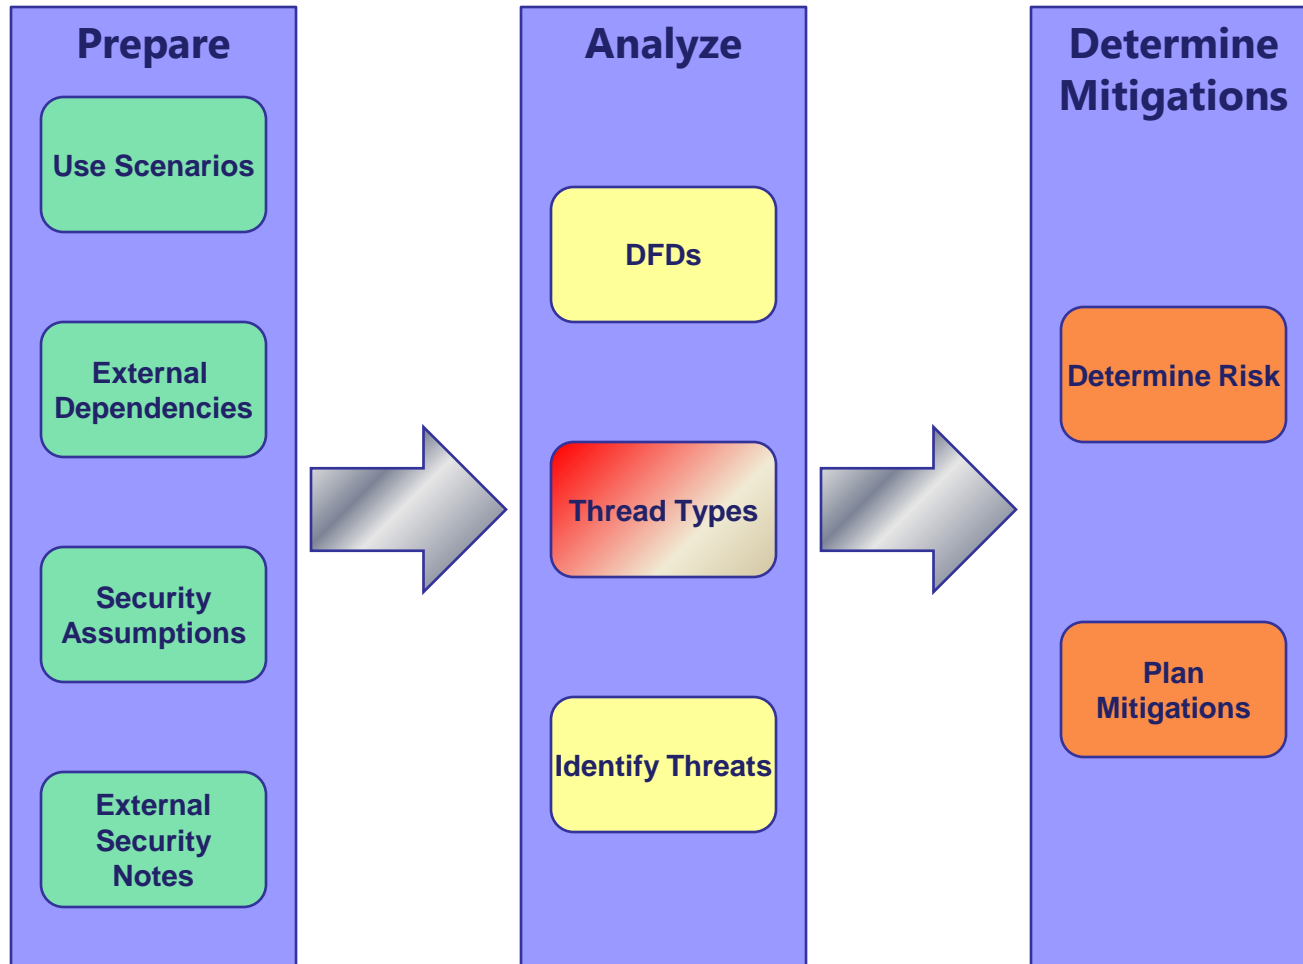 Prepare
Use Scenarios
External
Dependencies
Security
Assumptions
External
Security
Notes
Analyze
DFDs
Thread Types
Identify Threats
Determine
Mitigations
Determine Risk
Plan
Mitigations